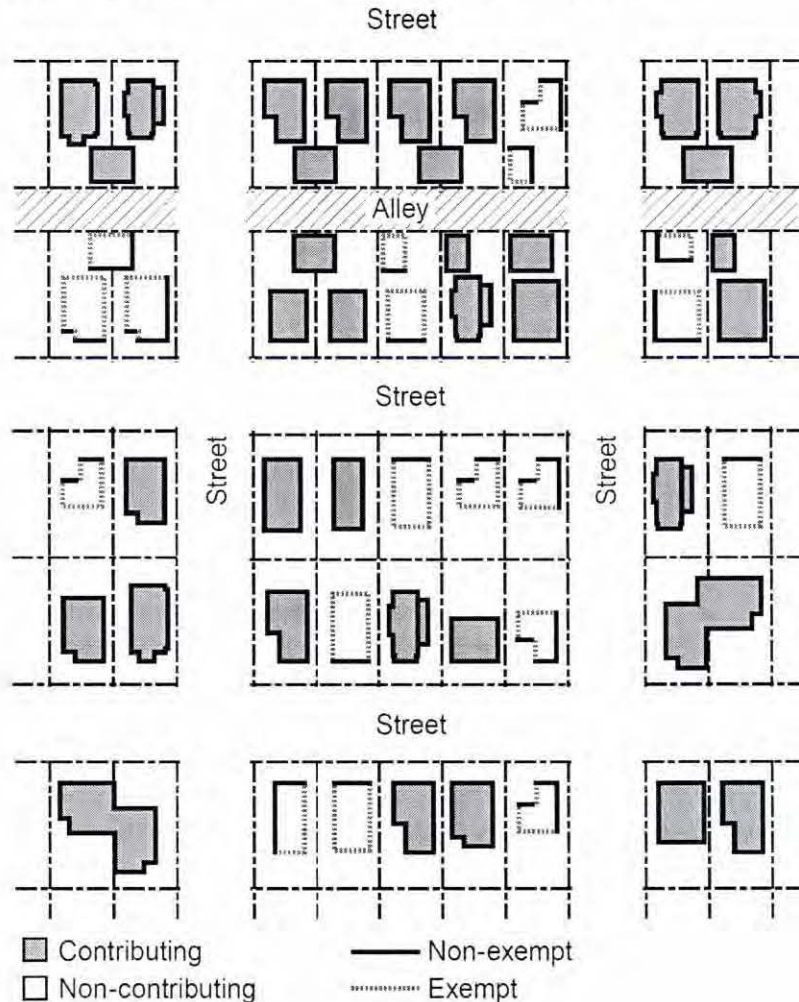 Street
Alley
Street
Street
Street
Street
Contributing
Non-exempt
Non-contributing
Exempt